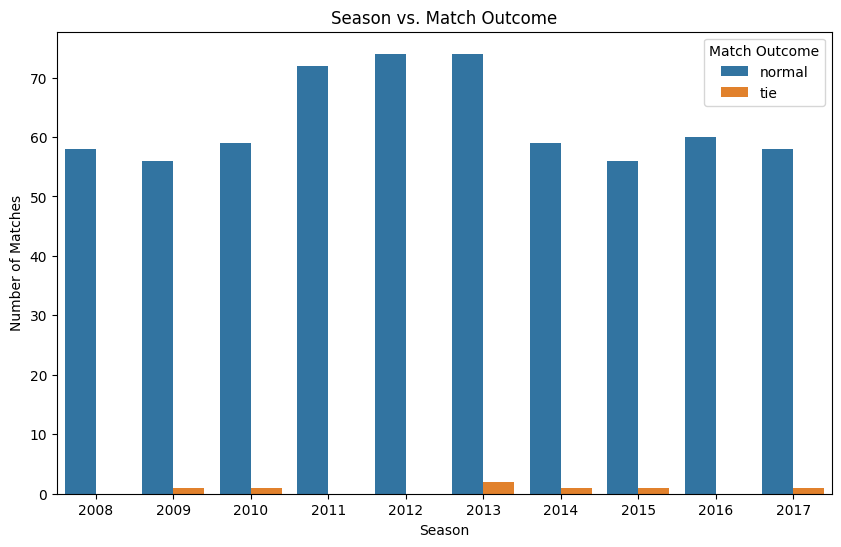 Season vs. Match Outcome
Match Outcome
normal
tie
Number of Matches
70
60
50
40
30
20
10
0
2008 2009 2010 2011 2012 2013 2014 2015 2016 2017
Season